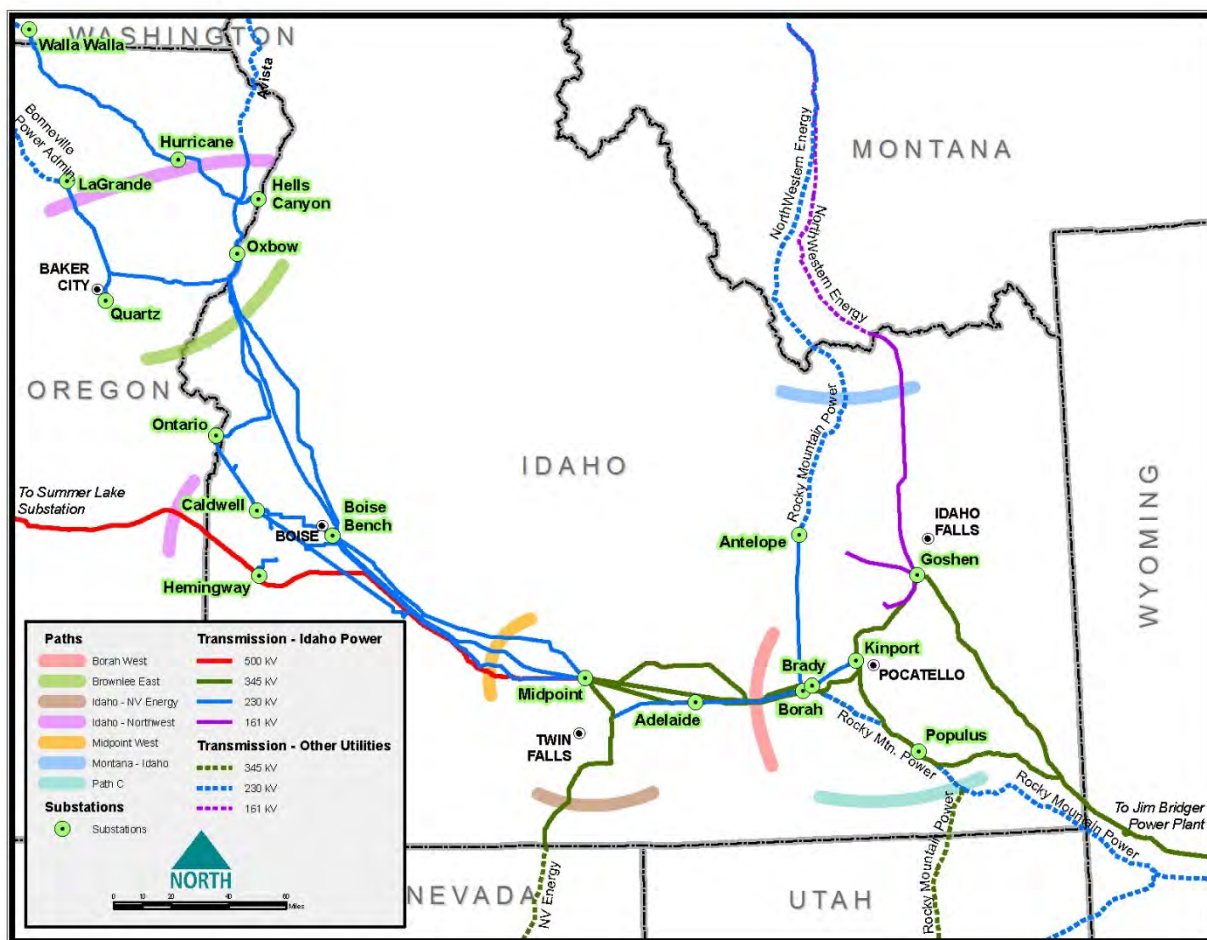 WASHINGTON
Walla Walla
Avista
Bonneville
Power Admin.
Hurricane
LaGrande
Hells
Canyon
Oxbow
BAKER
CITY
Quartz
OREGON
Ontario
To Summer Lake
Substation
Caldwell
Boise
Bench
BOISE
Hemingway
IDAHO
MONTANA
NorthWestern Energy
NorthWestern Energy
Rocky Mountain Power
Antelope
IDAHO
FALLS
Goshen
WYOMING
Kinport
POCATELLO
Brady
Borah
Midpoint
Adelaide
TWIN
FALLS
Rocky Mtn. Power
Populus
Rocky Mountain Power
Rocky Mountain Power
To Jim Bridger
Power Plant
NEVADA
NV Energy
UTAH
Paths
Borah West
Brownlee East
Idaho - NV Energy
Idaho - Northwest
Midpoint West
Montana - Idaho
Path C
Substations
Substations
Transmission - Idaho Power
500 kV
345 kV
230 kV
161 kV
Transmission - Other Utilities
345 kV
230 kV
161 kV
NORTH
0 20 40 60
Miles